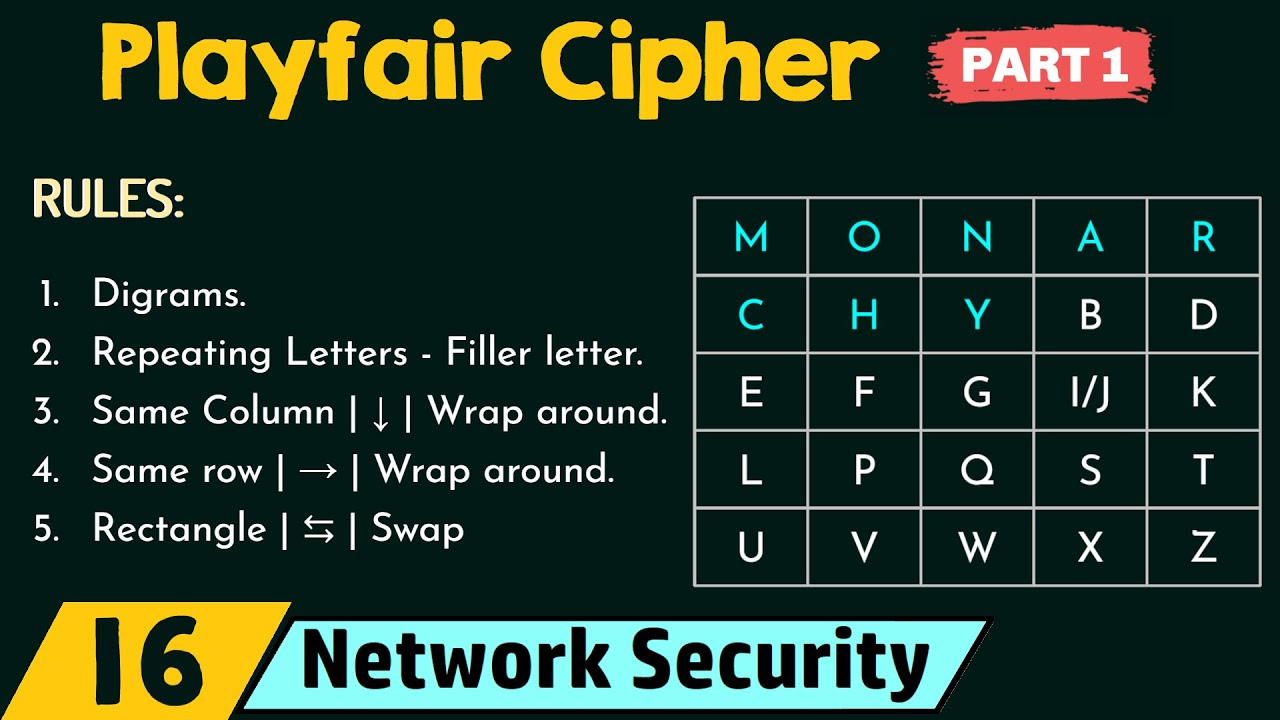 Playfair Cipher
PART 1
RULES:
1. Digrams.
2. Repeating Letters - Filler letter.
3. Same Column | ↓ | Wrap around.
4. Same row | → | Wrap around.
5. Rectangle | ⇆ | Swap
M O N A R
C H Y B D
E F G I/J K
L P Q S T
U V W X Z
16 Network Security